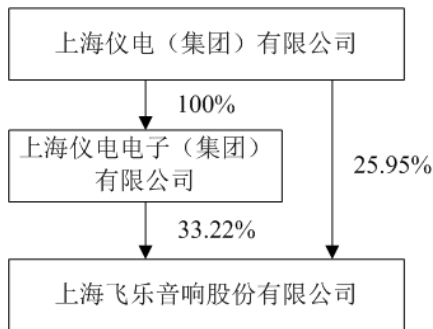 上海仪电（集团）有限公司
100%
上海仪电电子（集团）
有限公司
25.95%
33.22%
上海飞乐音响股份有限公司